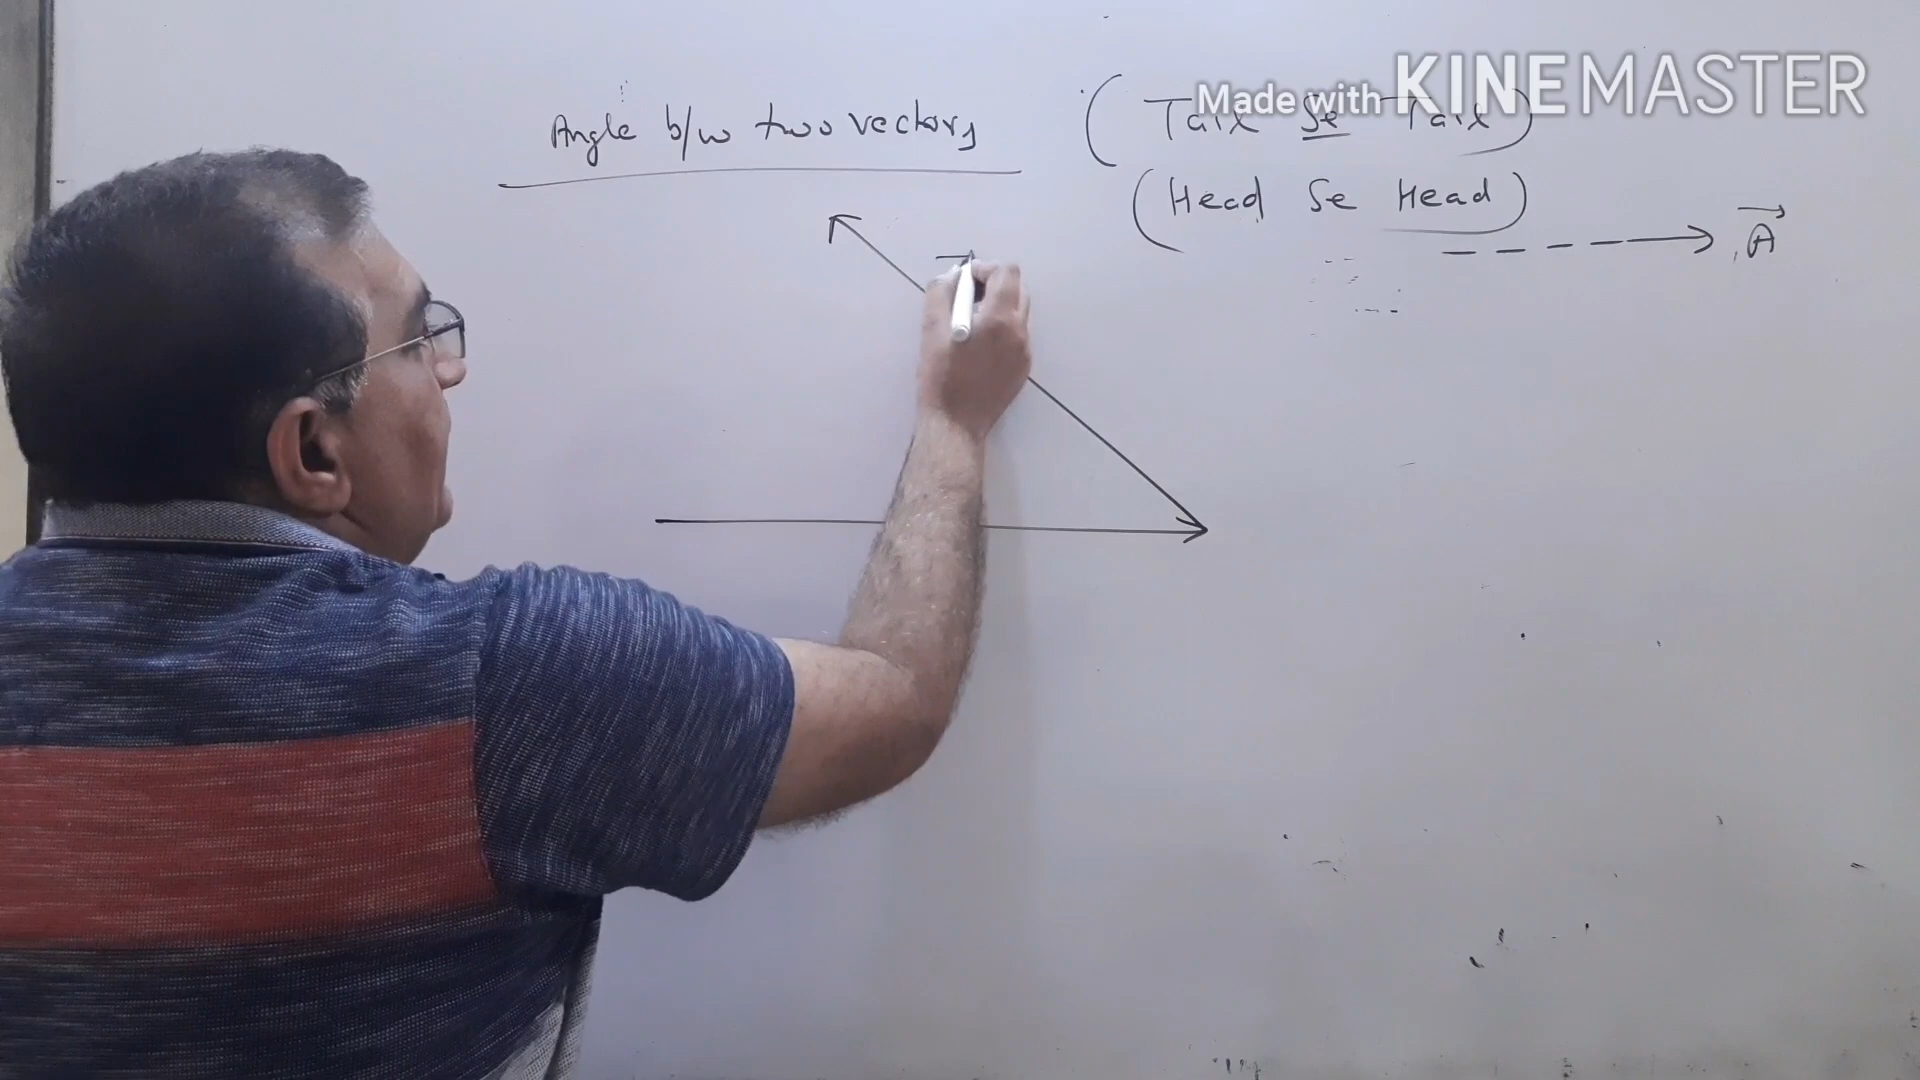 Made with KINEMASTER
Angle b/w two vectors (Tail Se Tail)
(Head Se Head)
A